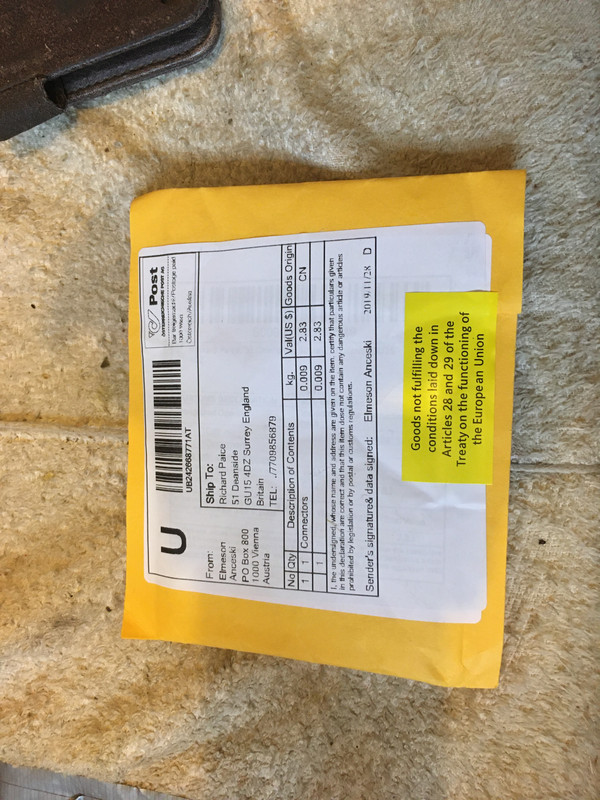 Post
ÖSTERREICHISCHE POST AG
Bar freigemacht/Postage paid
1000 Wien
Österreich/Austria
U
UB242668771AT
From:
Elmeson
Anceski
PO Box 800
1000 Vienna
Austria
Ship To:
Richard Paice
51 Deanside
GU15 4DZ Surrey England
Britain
TEL: ./7709856879
No Qty Description of Contents kg. Val(US $) Goods Origin
1 1 Connectors 0.009 2.83 CN
1 0.009 2.83
I, the undersigned, whose name and address are given on the item, certify that particulars given
in this declaration are correct and that this item dose not contain any dangerous article or articles
prohibited by legislation or by postal or customs regulations.
Sender's signature& data signed: Elmeson Anceski 2019/11/28 D
Goods not fulfilling the
conditions laid down in
Articles 28 and 29 of the
Treaty on the functioning of
the European Union